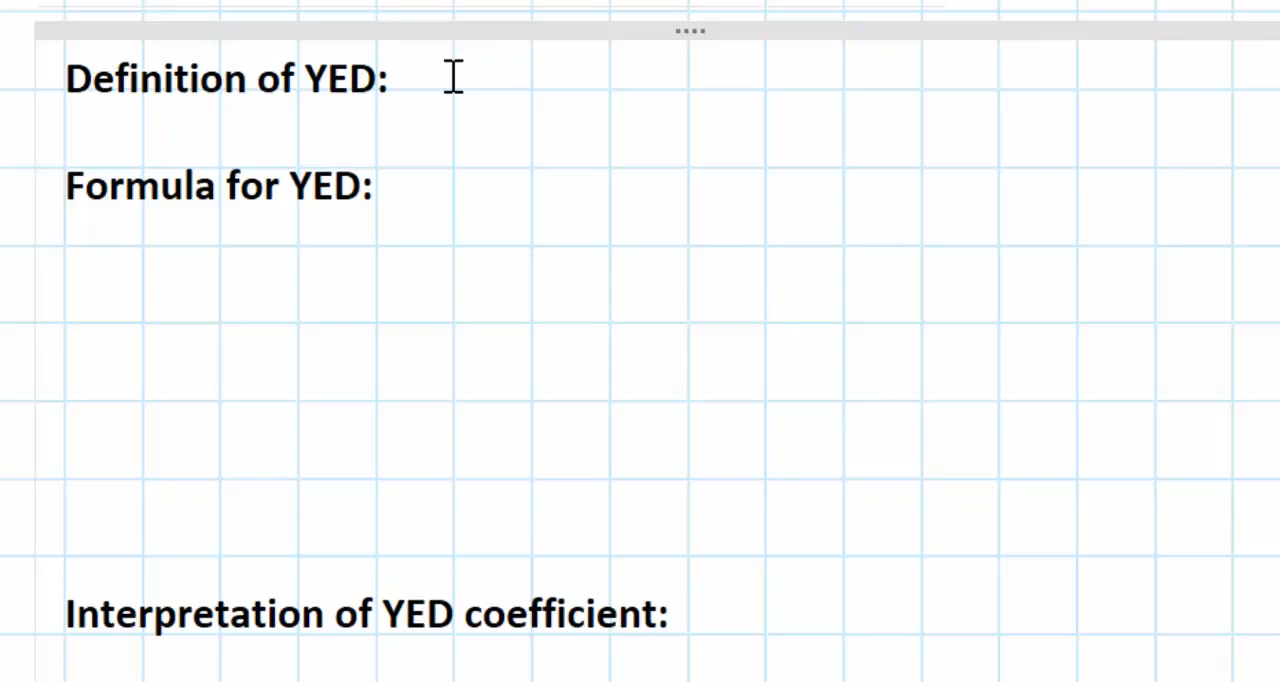 Definition of YED:
Formula for YED:
Interpretation of YED coefficient: